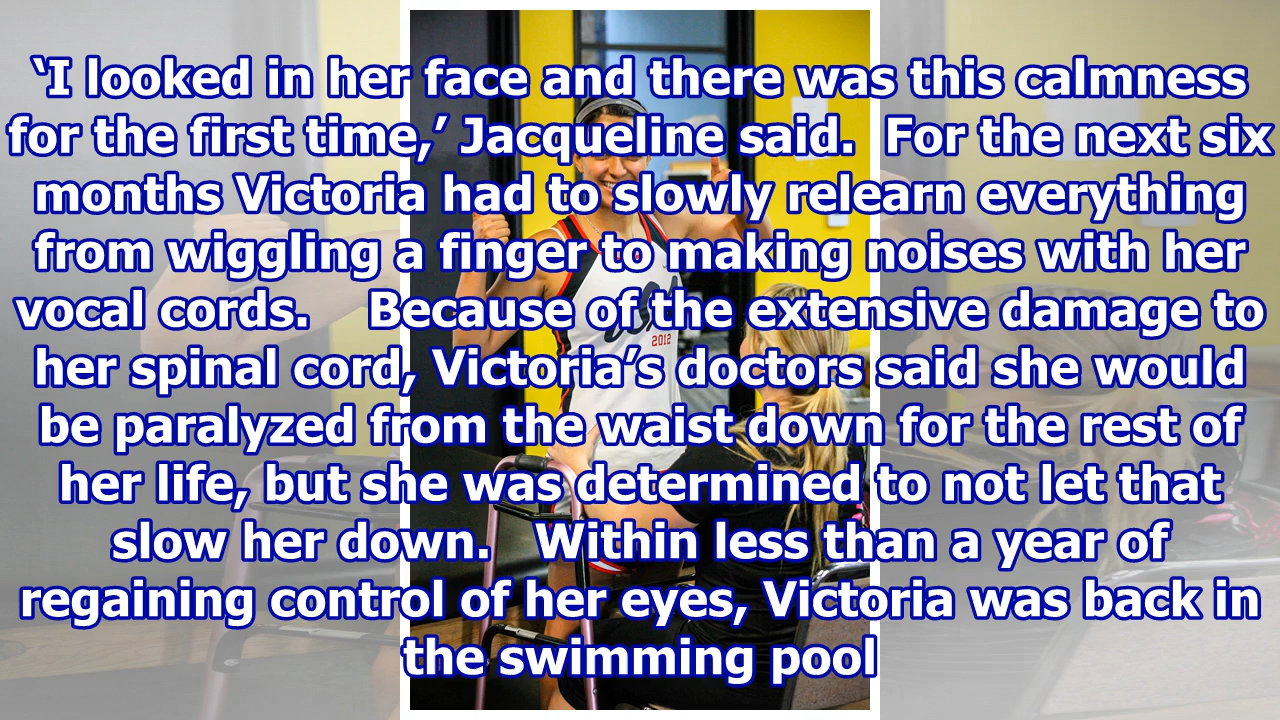 ‘I looked in her face and there was this calmness
for the first time,’ Jacqueline said.  For the next six
months Victoria had to slowly relearn everything
from wiggling a finger to making noises with her
vocal cords.    Because of the extensive damage to
her spinal cord, Victoria’s doctors said she would
be paralyzed from the waist down for the rest of
her life, but she was determined to not let that
slow her down.   Within less than a year of
regaining control of her eyes, Victoria was back in
the swimming pool
2012